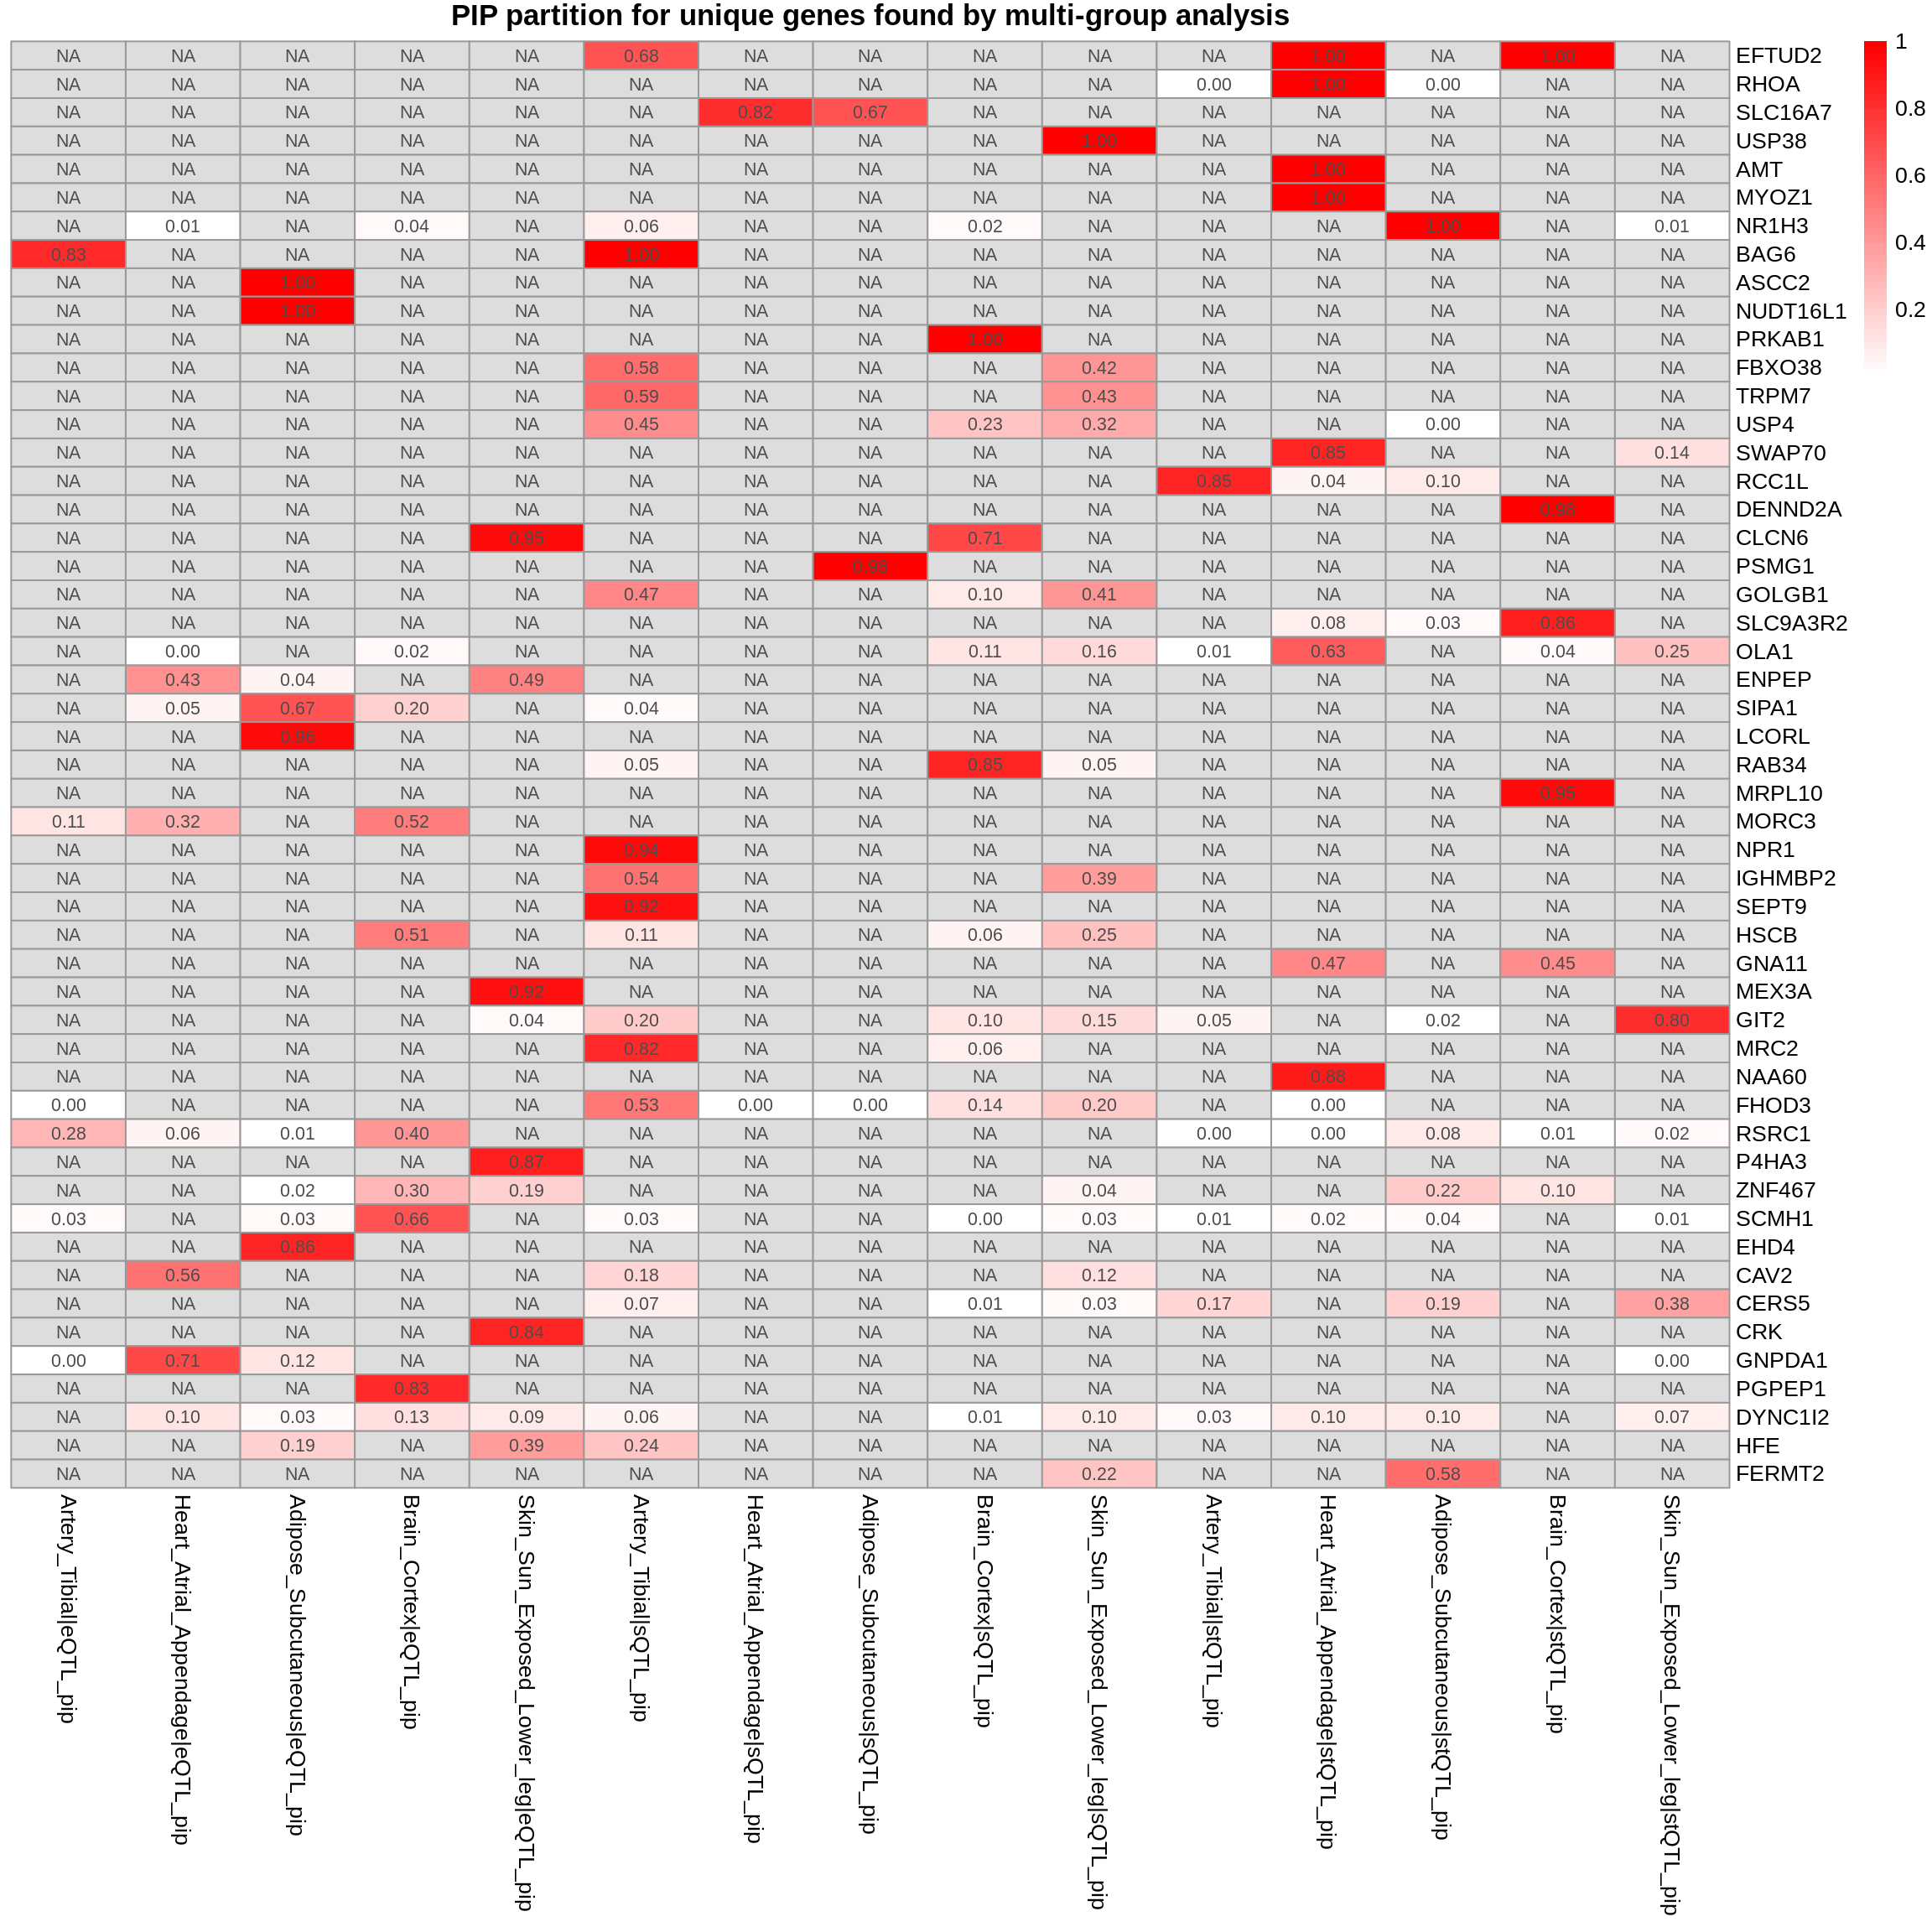 PIP partition for unique genes found by multi-group analysis
NA NA NA NA NA 0.68 NA NA NA NA NA 1.00 NA 1.00 NA EFTUD2
NA NA NA NA NA NA NA NA NA NA 0.00 1.00 0.00 NA NA RHOA
NA NA NA NA NA NA 0.82 0.67 NA NA NA NA NA NA NA SLC16A7
NA NA NA NA NA NA NA NA NA 1.00 NA NA NA NA NA USP38
NA NA NA NA NA NA NA NA NA NA NA 1.00 NA NA NA AMT
NA NA NA NA NA NA NA NA NA NA NA 1.00 NA NA NA MYOZ1
NA 0.01 NA 0.04 NA 0.06 NA NA 0.02 NA NA NA 1.00 NA 0.01 NR1H3
0.83 NA NA NA NA 1.00 NA NA NA NA NA NA NA NA NA BAG6
NA NA 1.00 NA NA NA NA NA NA NA NA NA NA NA NA ASCC2
NA NA 1.00 NA NA NA NA NA NA NA NA NA NA NA NA NUDT16L1
NA NA NA NA NA NA NA NA 1.00 NA NA NA NA NA NA PRKAB1
NA NA NA NA NA 0.58 NA NA NA 0.42 NA NA NA NA NA FBXO38
NA NA NA NA NA 0.59 NA NA NA 0.43 NA NA NA NA NA TRPM7
NA NA NA NA NA 0.45 NA NA 0.23 0.32 NA NA 0.00 NA NA USP4
NA NA NA NA NA NA NA NA NA NA NA 0.85 NA NA 0.14 SWAP70
NA NA NA NA NA NA NA NA NA NA 0.85 0.04 0.10 NA NA RCC1L
NA NA NA NA NA NA NA NA NA NA NA NA NA 0.98 NA DENND2A
NA NA NA NA 0.95 NA NA NA 0.71 NA NA NA NA NA NA CLCN6
NA NA NA NA NA NA NA 0.98 NA NA NA NA NA NA NA PSMG1
NA NA NA NA NA 0.47 NA NA 0.10 0.41 NA NA NA NA NA GOLGB1
NA NA NA NA NA NA NA NA NA NA NA 0.08 0.03 0.86 NA SLC9A3R2
NA 0.00 NA 0.02 NA NA NA NA 0.11 0.16 0.01 0.63 NA 0.04 0.25 OLA1
NA 0.43 0.04 NA 0.49 NA NA NA NA NA NA NA NA NA NA ENPEP
NA 0.05 0.67 0.20 NA 0.04 NA NA NA NA NA NA NA NA NA SIPA1
NA NA 0.96 NA NA NA NA NA NA NA NA NA NA NA NA LCORL
NA NA NA NA NA 0.05 NA NA 0.85 0.05 NA NA NA NA NA RAB34
NA NA NA NA NA NA NA NA NA NA NA NA NA 0.95 NA MRPL10
0.11 0.32 NA 0.52 NA NA NA NA NA NA NA NA NA NA NA MORC3
NA NA NA NA NA 0.94 NA NA NA NA NA NA NA NA NA NPR1
NA NA NA NA NA 0.54 NA NA NA 0.39 NA NA NA NA NA IGHMBP2
NA NA NA NA NA 0.92 NA NA NA NA NA NA NA NA NA SEPT9
NA NA NA 0.51 NA 0.11 NA NA 0.06 0.25 NA NA NA NA NA HSCB
NA NA NA NA NA NA NA NA NA NA NA 0.47 NA 0.45 NA GNA11
NA NA NA NA 0.92 NA NA NA NA NA NA NA NA NA NA MEX3A
NA NA NA NA 0.04 0.20 NA NA 0.10 0.15 0.05 NA 0.02 NA 0.80 GIT2
NA NA NA NA NA 0.82 NA NA 0.06 NA NA NA NA NA NA MRC2
NA NA NA NA NA NA NA NA NA NA NA 0.88 NA NA NA NAA60
0.00 NA NA NA NA 0.53 0.00 0.00 0.14 0.20 NA 0.00 NA NA NA FHOD3
0.28 0.06 0.01 0.40 NA NA NA NA NA NA 0.00 0.00 0.08 0.01 0.02 RSRC1
NA NA NA NA 0.87 NA NA NA NA NA NA NA NA NA NA P4HA3
NA NA 0.02 0.30 0.19 NA NA NA NA 0.04 NA NA 0.22 0.10 NA ZNF467
0.03 NA 0.03 0.66 NA 0.03 NA NA 0.00 0.03 0.01 0.02 0.04 NA 0.01 SCMH1
NA NA 0.86 NA NA NA NA NA NA NA NA NA NA NA NA EHD4
NA 0.56 NA NA NA 0.18 NA NA NA 0.12 NA NA NA NA NA CAV2
NA NA NA NA NA 0.07 NA NA 0.01 0.03 0.17 NA 0.19 NA 0.38 CERS5
NA NA NA NA 0.84 NA NA NA NA NA NA NA NA NA NA CRK
0.00 0.71 0.12 NA NA NA NA NA NA NA NA NA NA NA 0.00 GNPDA1
NA NA NA 0.83 NA NA NA NA NA NA NA NA NA NA NA PGPEP1
NA 0.10 0.03 0.13 0.09 0.06 NA NA 0.01 0.10 0.03 0.10 0.10 NA 0.07 DYNC1I2
NA NA 0.19 NA 0.39 0.24 NA NA NA NA NA NA NA NA NA HFE
NA NA NA NA NA NA NA NA NA 0.22 NA NA 0.58 NA NA FERMT2
Artery_Tibial|eQTL_pip
Heart_Atrial_Appendage|eQTL_pip
Adipose_Subcutaneous|eQTL_pip
Brain_Cortex|eQTL_pip
Skin_Sun_Exposed_Lower_leg|eQTL_pip
Artery_Tibial|sQTL_pip
Heart_Atrial_Appendage|sQTL_pip
Adipose_Subcutaneous|sQTL_pip
Brain_Cortex|sQTL_pip
Skin_Sun_Exposed_Lower_leg|sQTL_pip
Artery_Tibial|stQTL_pip
Heart_Atrial_Appendage|stQTL_pip
Adipose_Subcutaneous|stQTL_pip
Brain_Cortex|stQTL_pip
Skin_Sun_Exposed_Lower_leg|stQTL_pip
1
0.8
0.6
0.4
0.2